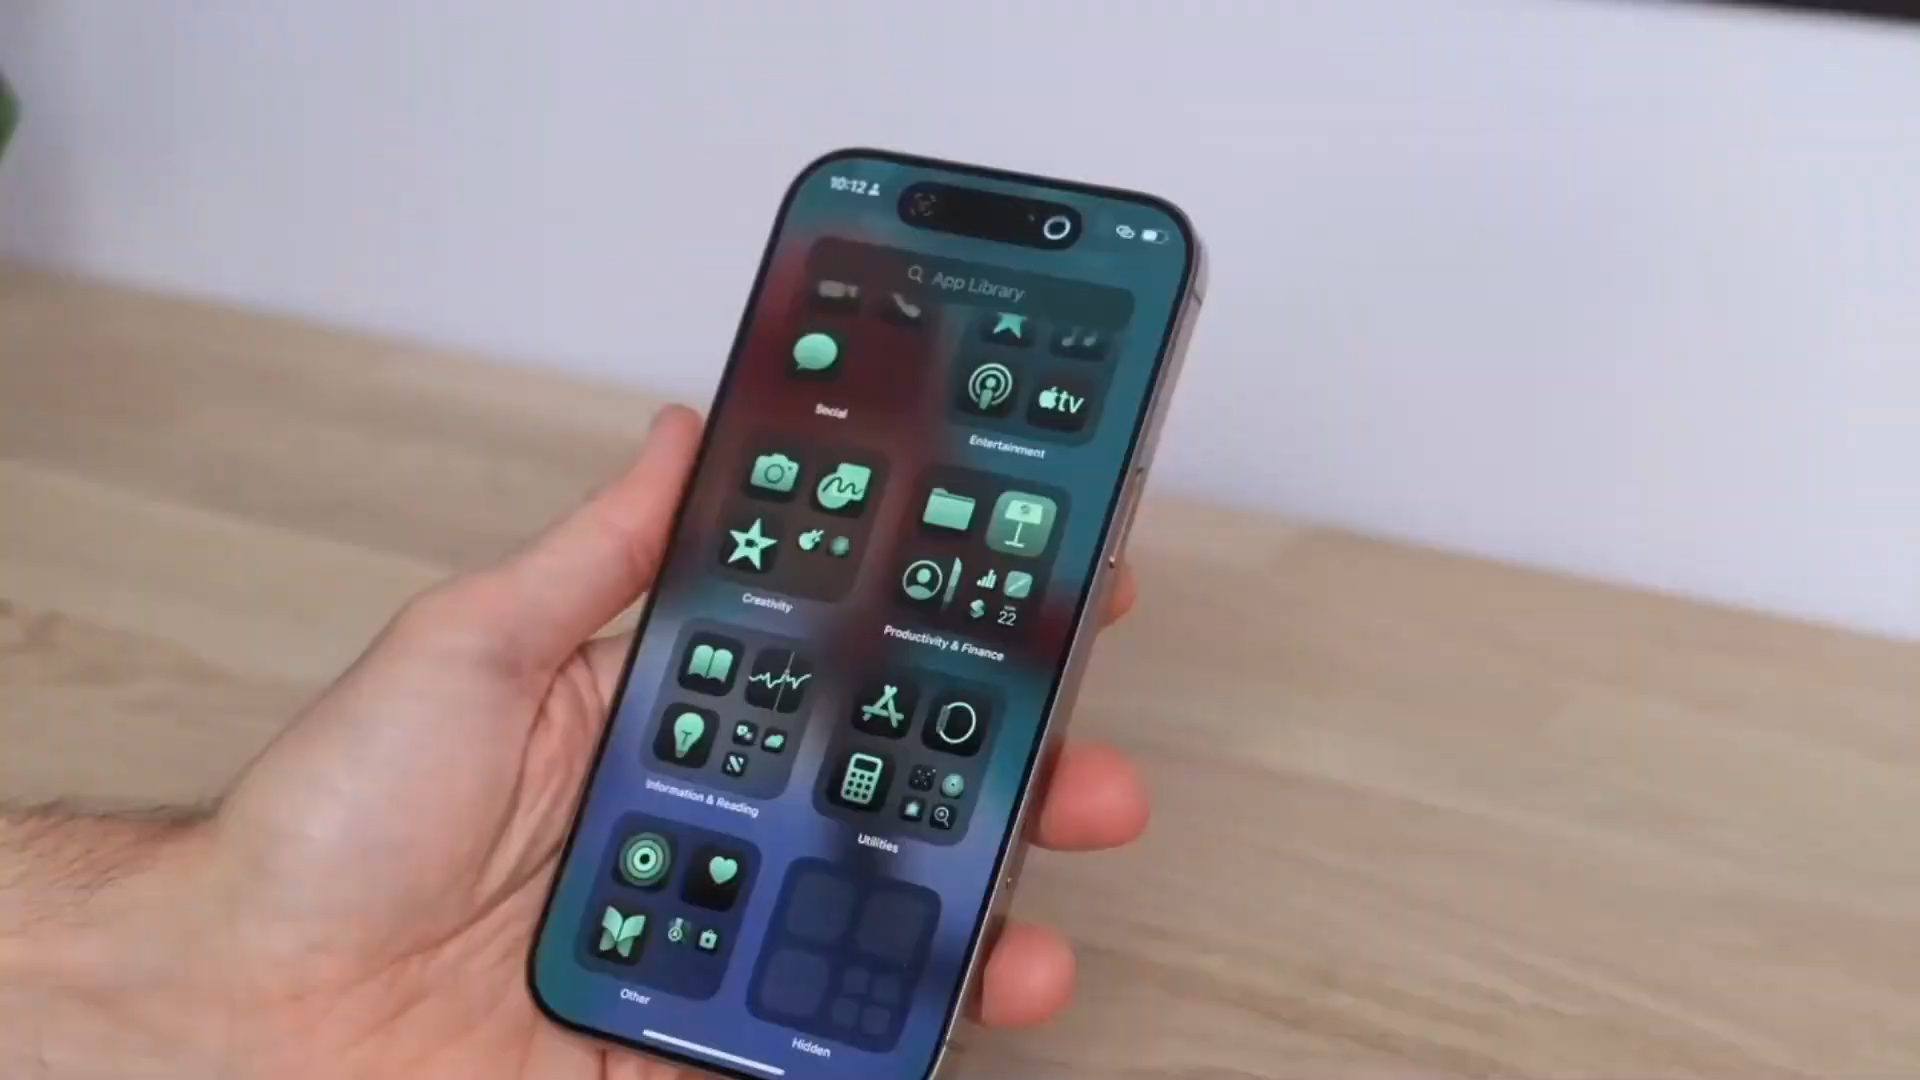 10:12
App Library
tv
Social
Entertainment
22
Creativity
Productivity & Finance
Information & Reading
Utilities
Other
Hidden